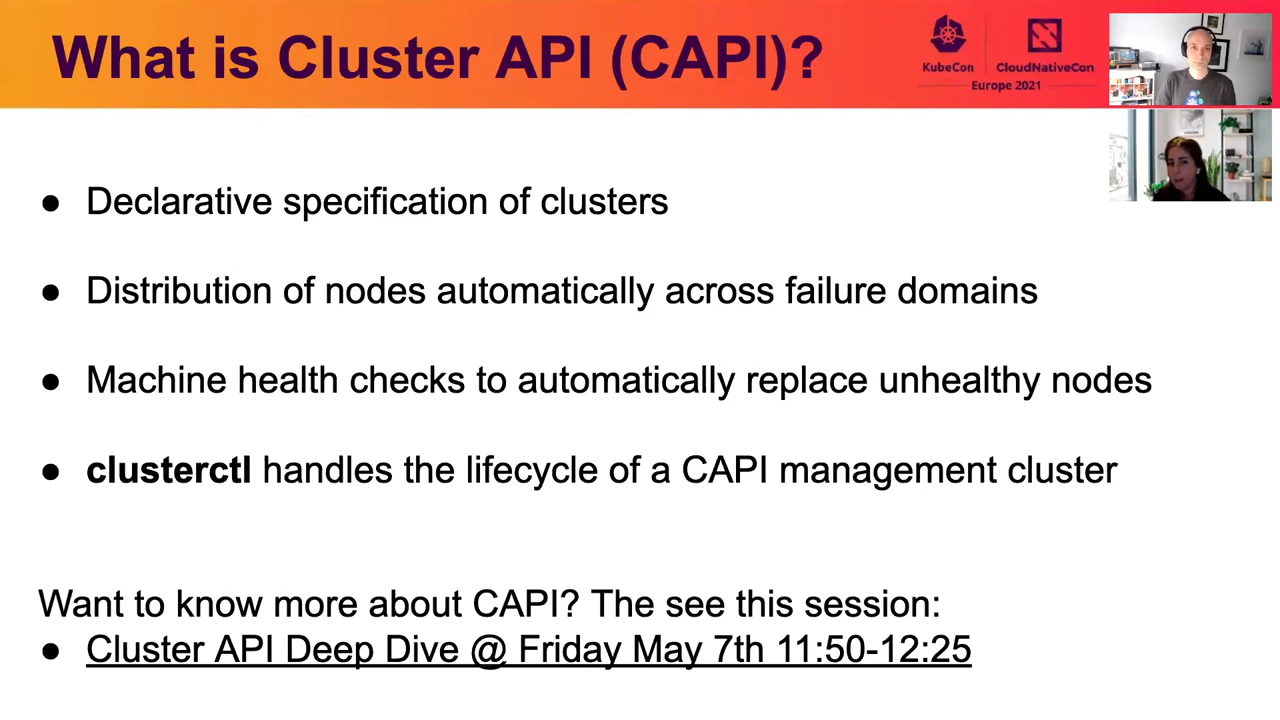 What is Cluster API (CAPI)?
KubeCon
CloudNativeCon
Europe 2021
● Declarative specification of clusters
● Distribution of nodes automatically across failure domains
● Machine health checks to automatically replace unhealthy nodes
● clusterctl handles the lifecycle of a CAPI management cluster
Want to know more about CAPI? The see this session:
● Cluster API Deep Dive @ Friday May 7th 11:50-12:25